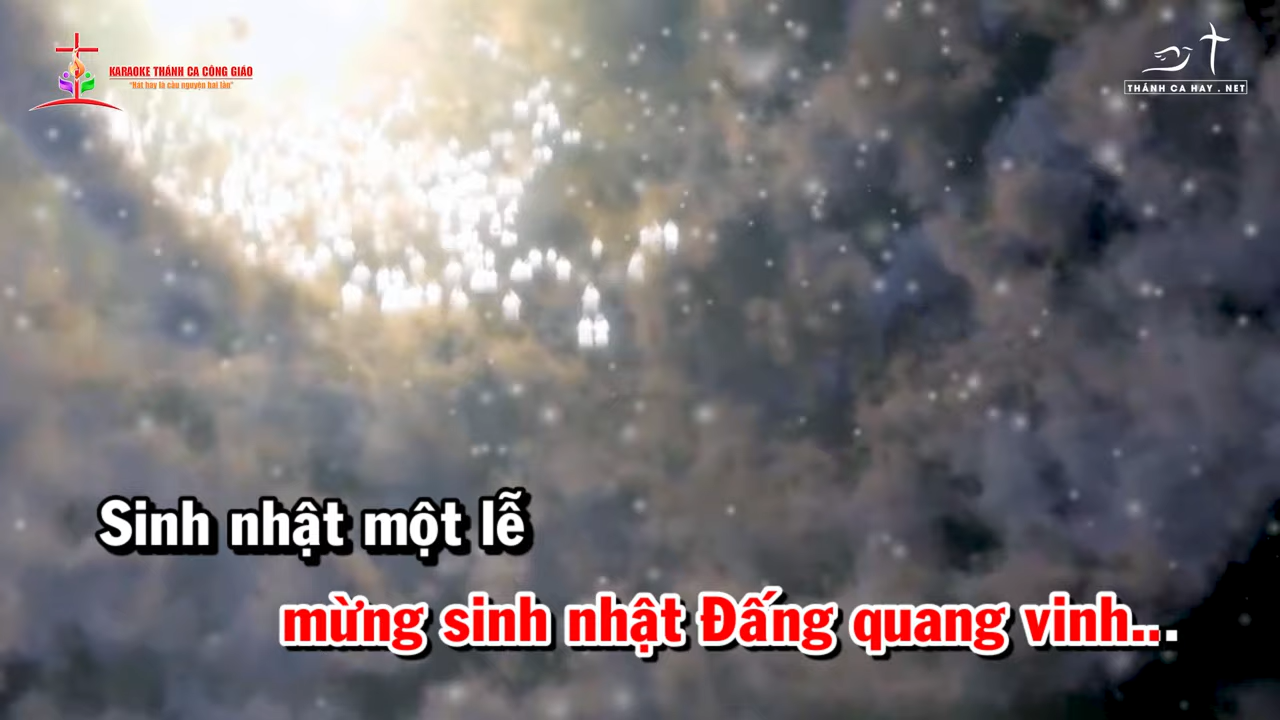 KARAOKE THÁNH CA CÔNG GIÁO
"Hát hay là cầu nguyện hai lần"
THÁNH CA HAY . NET
Sinh nhật một lễ
mừng sinh nhật Đấng quang vinh...